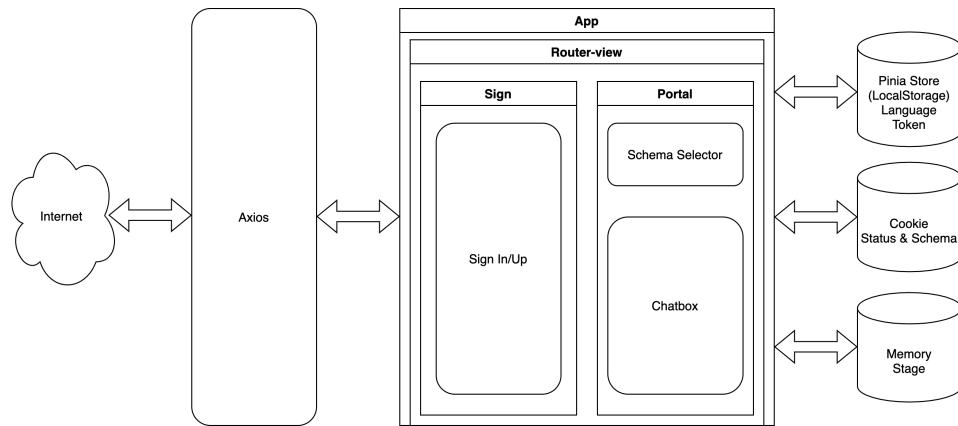 App
Router-view
Sign
Portal
Sign In/Up
Schema Selector
Chatbox
Internet
Axios
Pinia Store
(LocalStorage)
Language
Token
Cookie
Status & Schema
Memory
Stage